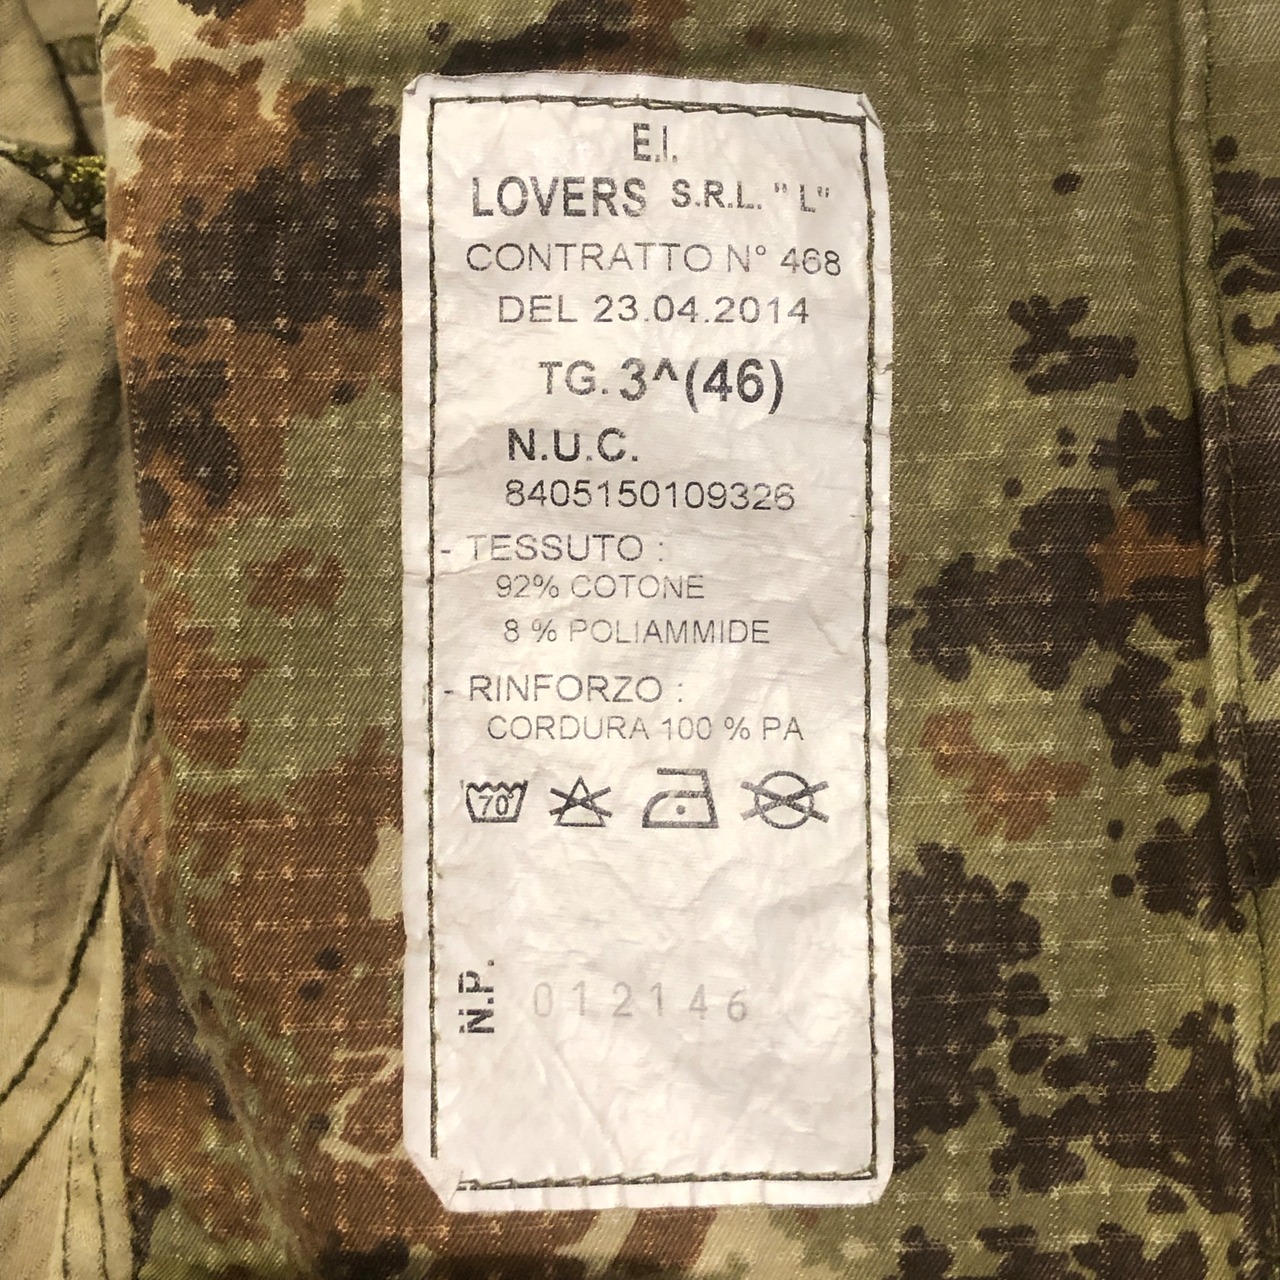 E.I.
LOVERS S.R.L. "L"
CONTRATTO N° 468
DEL 23.04.2014
TG. 3^(46)
N.U.C.
8405150109326
- TESSUTO :
92% COTONE
8 % POLIAMMIDE
- RINFORZO :
CORDURA 100 % PA
70°
N.P. 012146